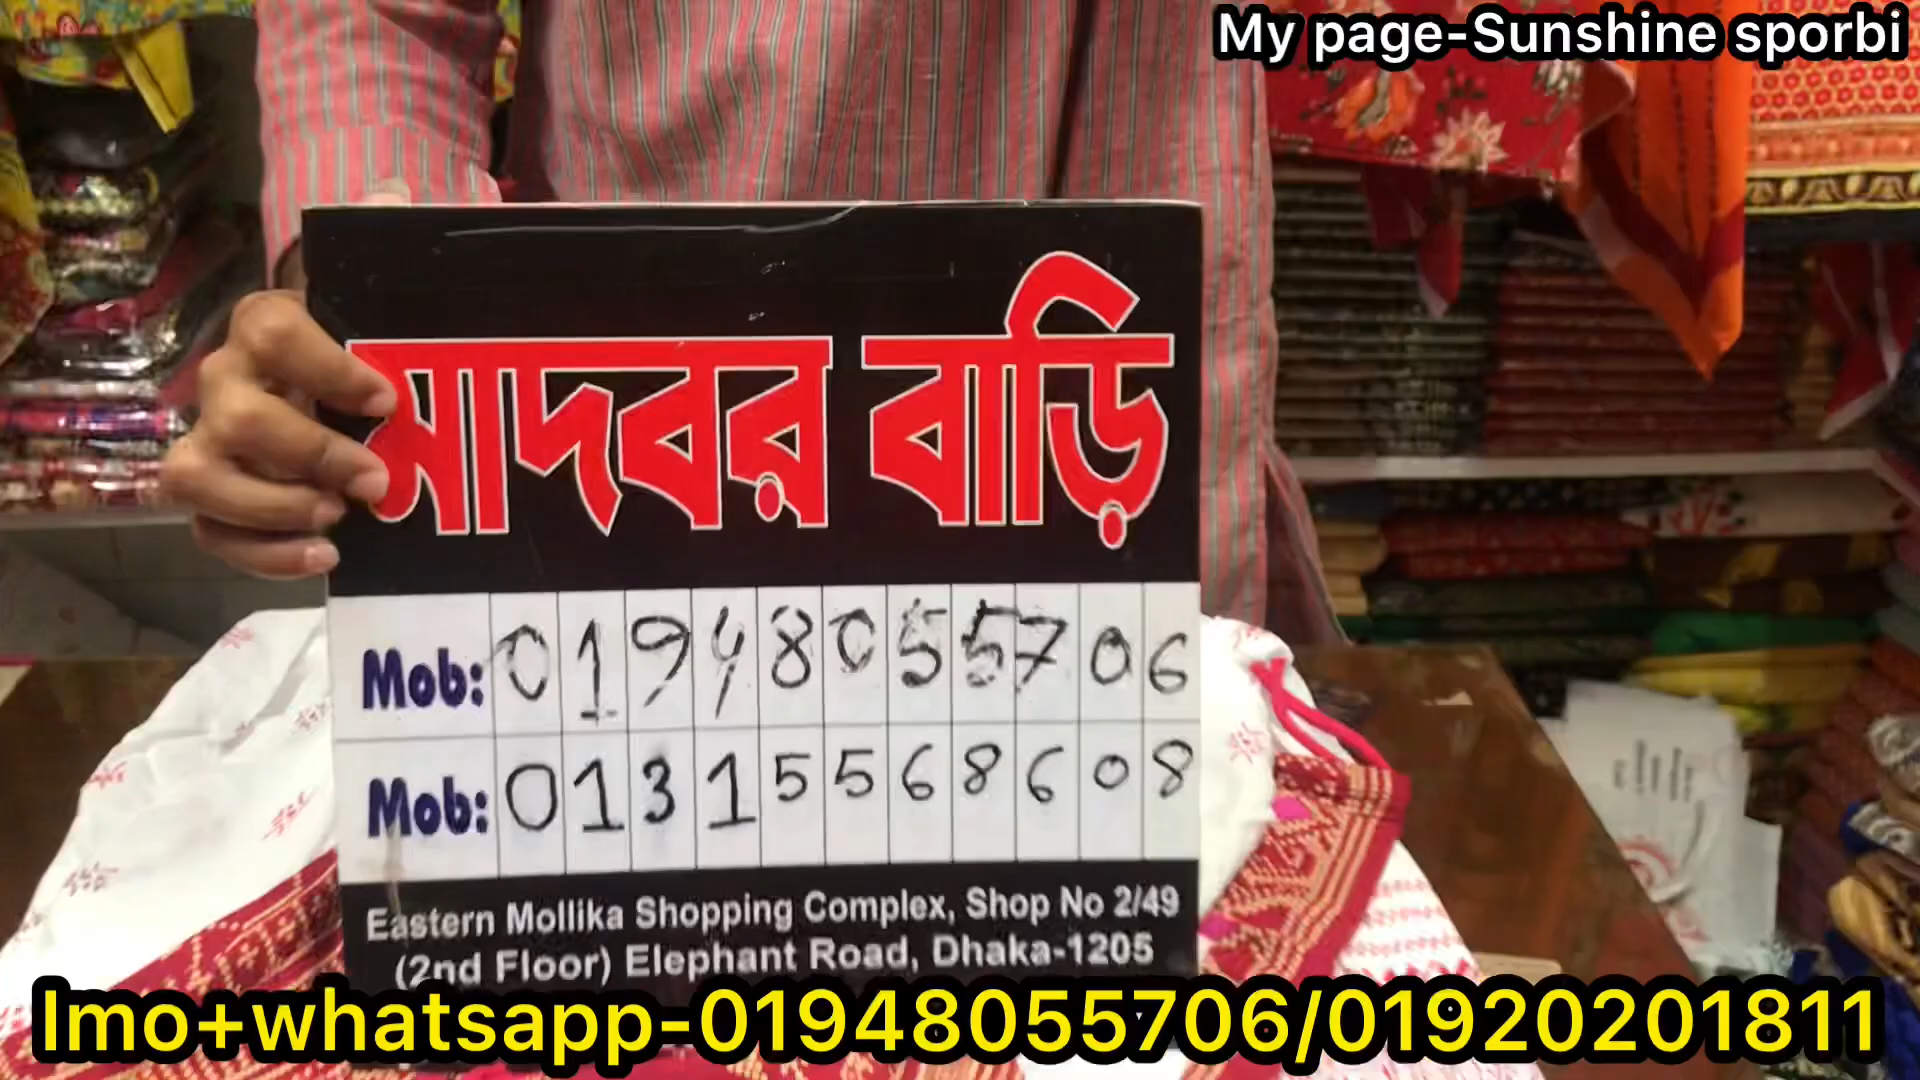 My page-Sunshine sporbi
মাদবর বাড়ি
Mob: 01948055706
Mob: 01315568608
Eastern Mollika Shopping Complex, Shop No 2/49
(2nd Floor) Elephant Road, Dhaka-1205
Imo+whatsapp-01948055706/01920201811